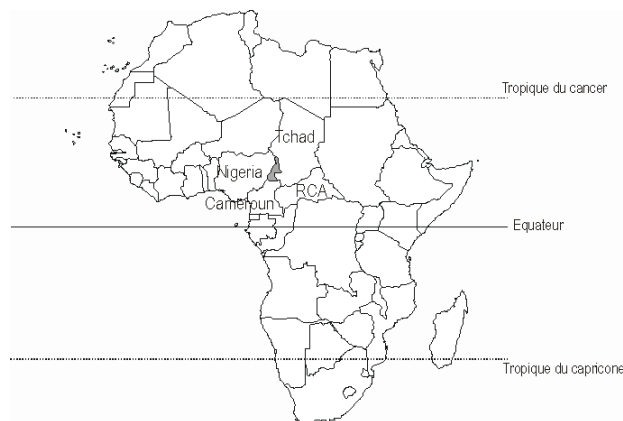 Tropique du cancer
Tchad
Nigeria
RCA
Cameroun
Equateur
Tropique du capricone